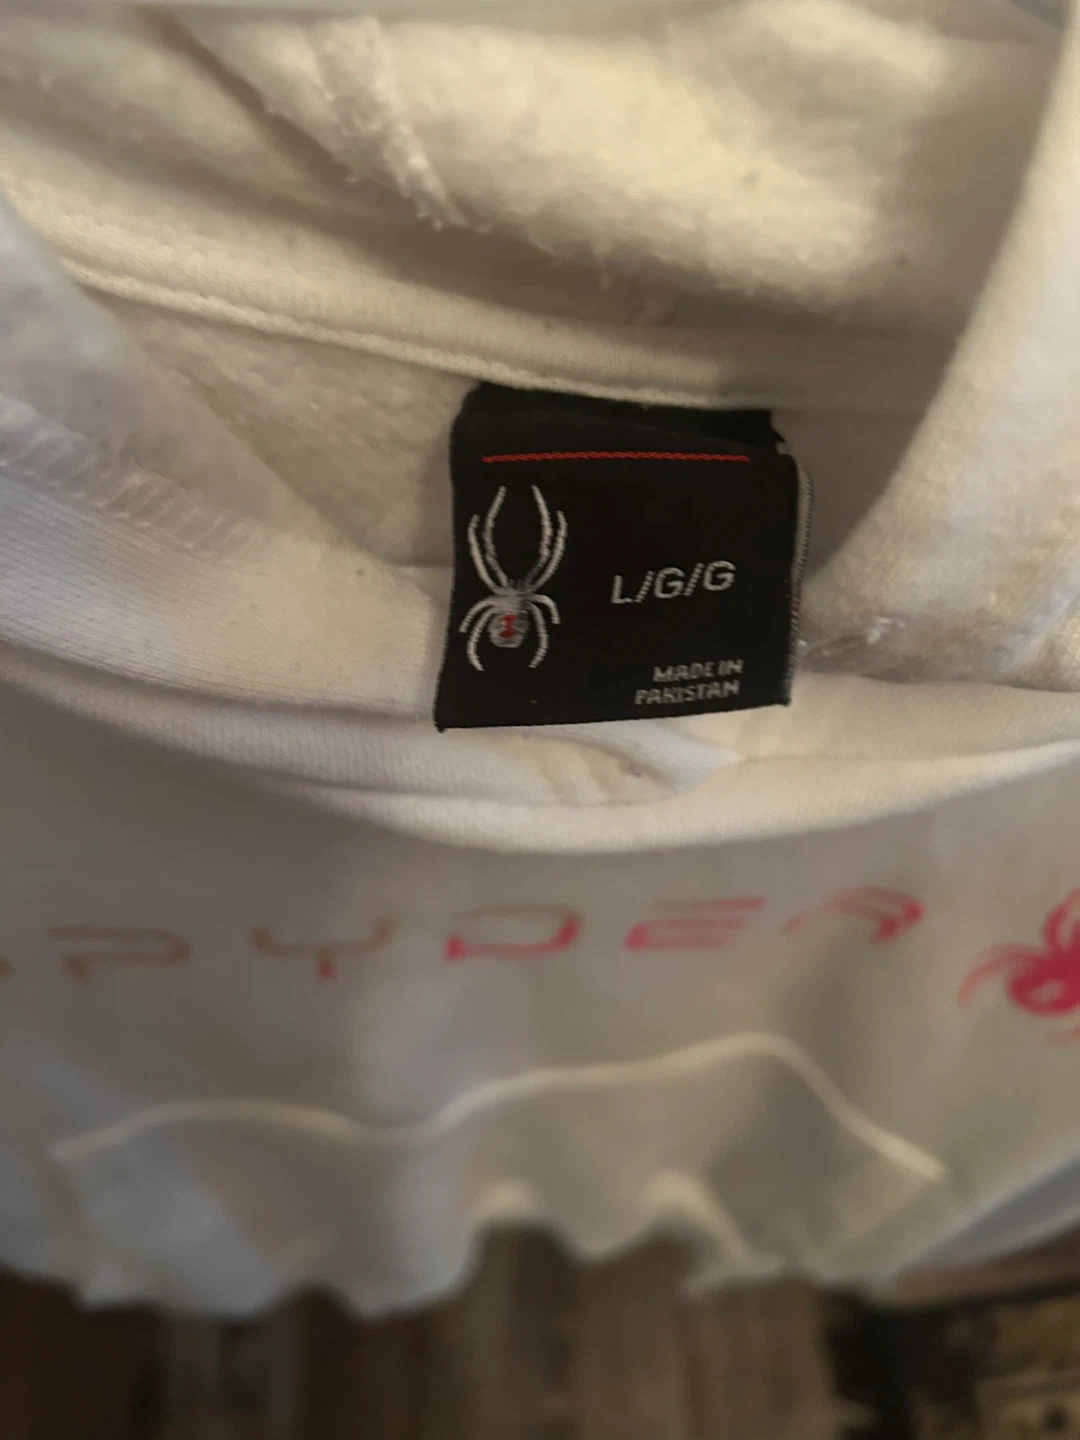 L/G/G
MADE IN
PAKISTAN
SPYDER